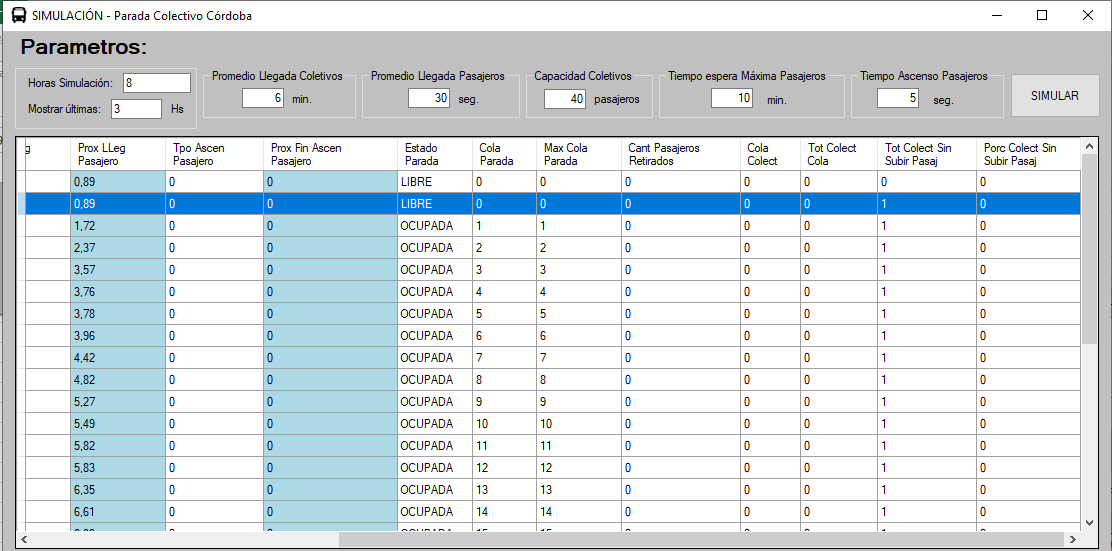 SIMULACIÓN - Parada Colectivo Córdoba
Parametros:
Horas Simulación: 8
Mostrar últimas: 3 Hs
Promedio Llegada Coletivos
6 min.
Promedio Llegada Pasajeros
30 seg.
Capacidad Coletivos
40 pasajeros
Tiempo espera Máxima Pasajeros
10 min.
Tiempo Ascenso Pasajeros
5 seg.
SIMULAR
Prox LLeg Pasajero Tpo Ascen Pasajero Prox Fin Ascen Pasajero Estado Parada Cola Parada Max Cola Parada Cant Pasajeros Retirados Cola Colect Tot Colect Cola Tot Colect Sin Subir Pasaj Porc Colect Sin Subir Pasaj
0,89 0 0 LIBRE 0 0 0 0 0 0 0
0,89 0 0 LIBRE 0 0 0 0 0 1 0
1,72 0 0 OCUPADA 1 1 0 0 0 1 0
2,37 0 0 OCUPADA 2 2 0 0 0 1 0
3,57 0 0 OCUPADA 3 3 0 0 0 1 0
3,76 0 0 OCUPADA 4 4 0 0 0 1 0
3,78 0 0 OCUPADA 5 5 0 0 0 1 0
3,96 0 0 OCUPADA 6 6 0 0 0 1 0
4,42 0 0 OCUPADA 7 7 0 0 0 1 0
4,82 0 0 OCUPADA 8 8 0 0 0 1 0
5,27 0 0 OCUPADA 9 9 0 0 0 1 0
5,49 0 0 OCUPADA 10 10 0 0 0 1 0
5,82 0 0 OCUPADA 11 11 0 0 0 1 0
5,83 0 0 OCUPADA 12 12 0 0 0 1 0
6,35 0 0 OCUPADA 13 13 0 0 0 1 0
6,61 0 0 OCUPADA 14 14 0 0 0 1 0